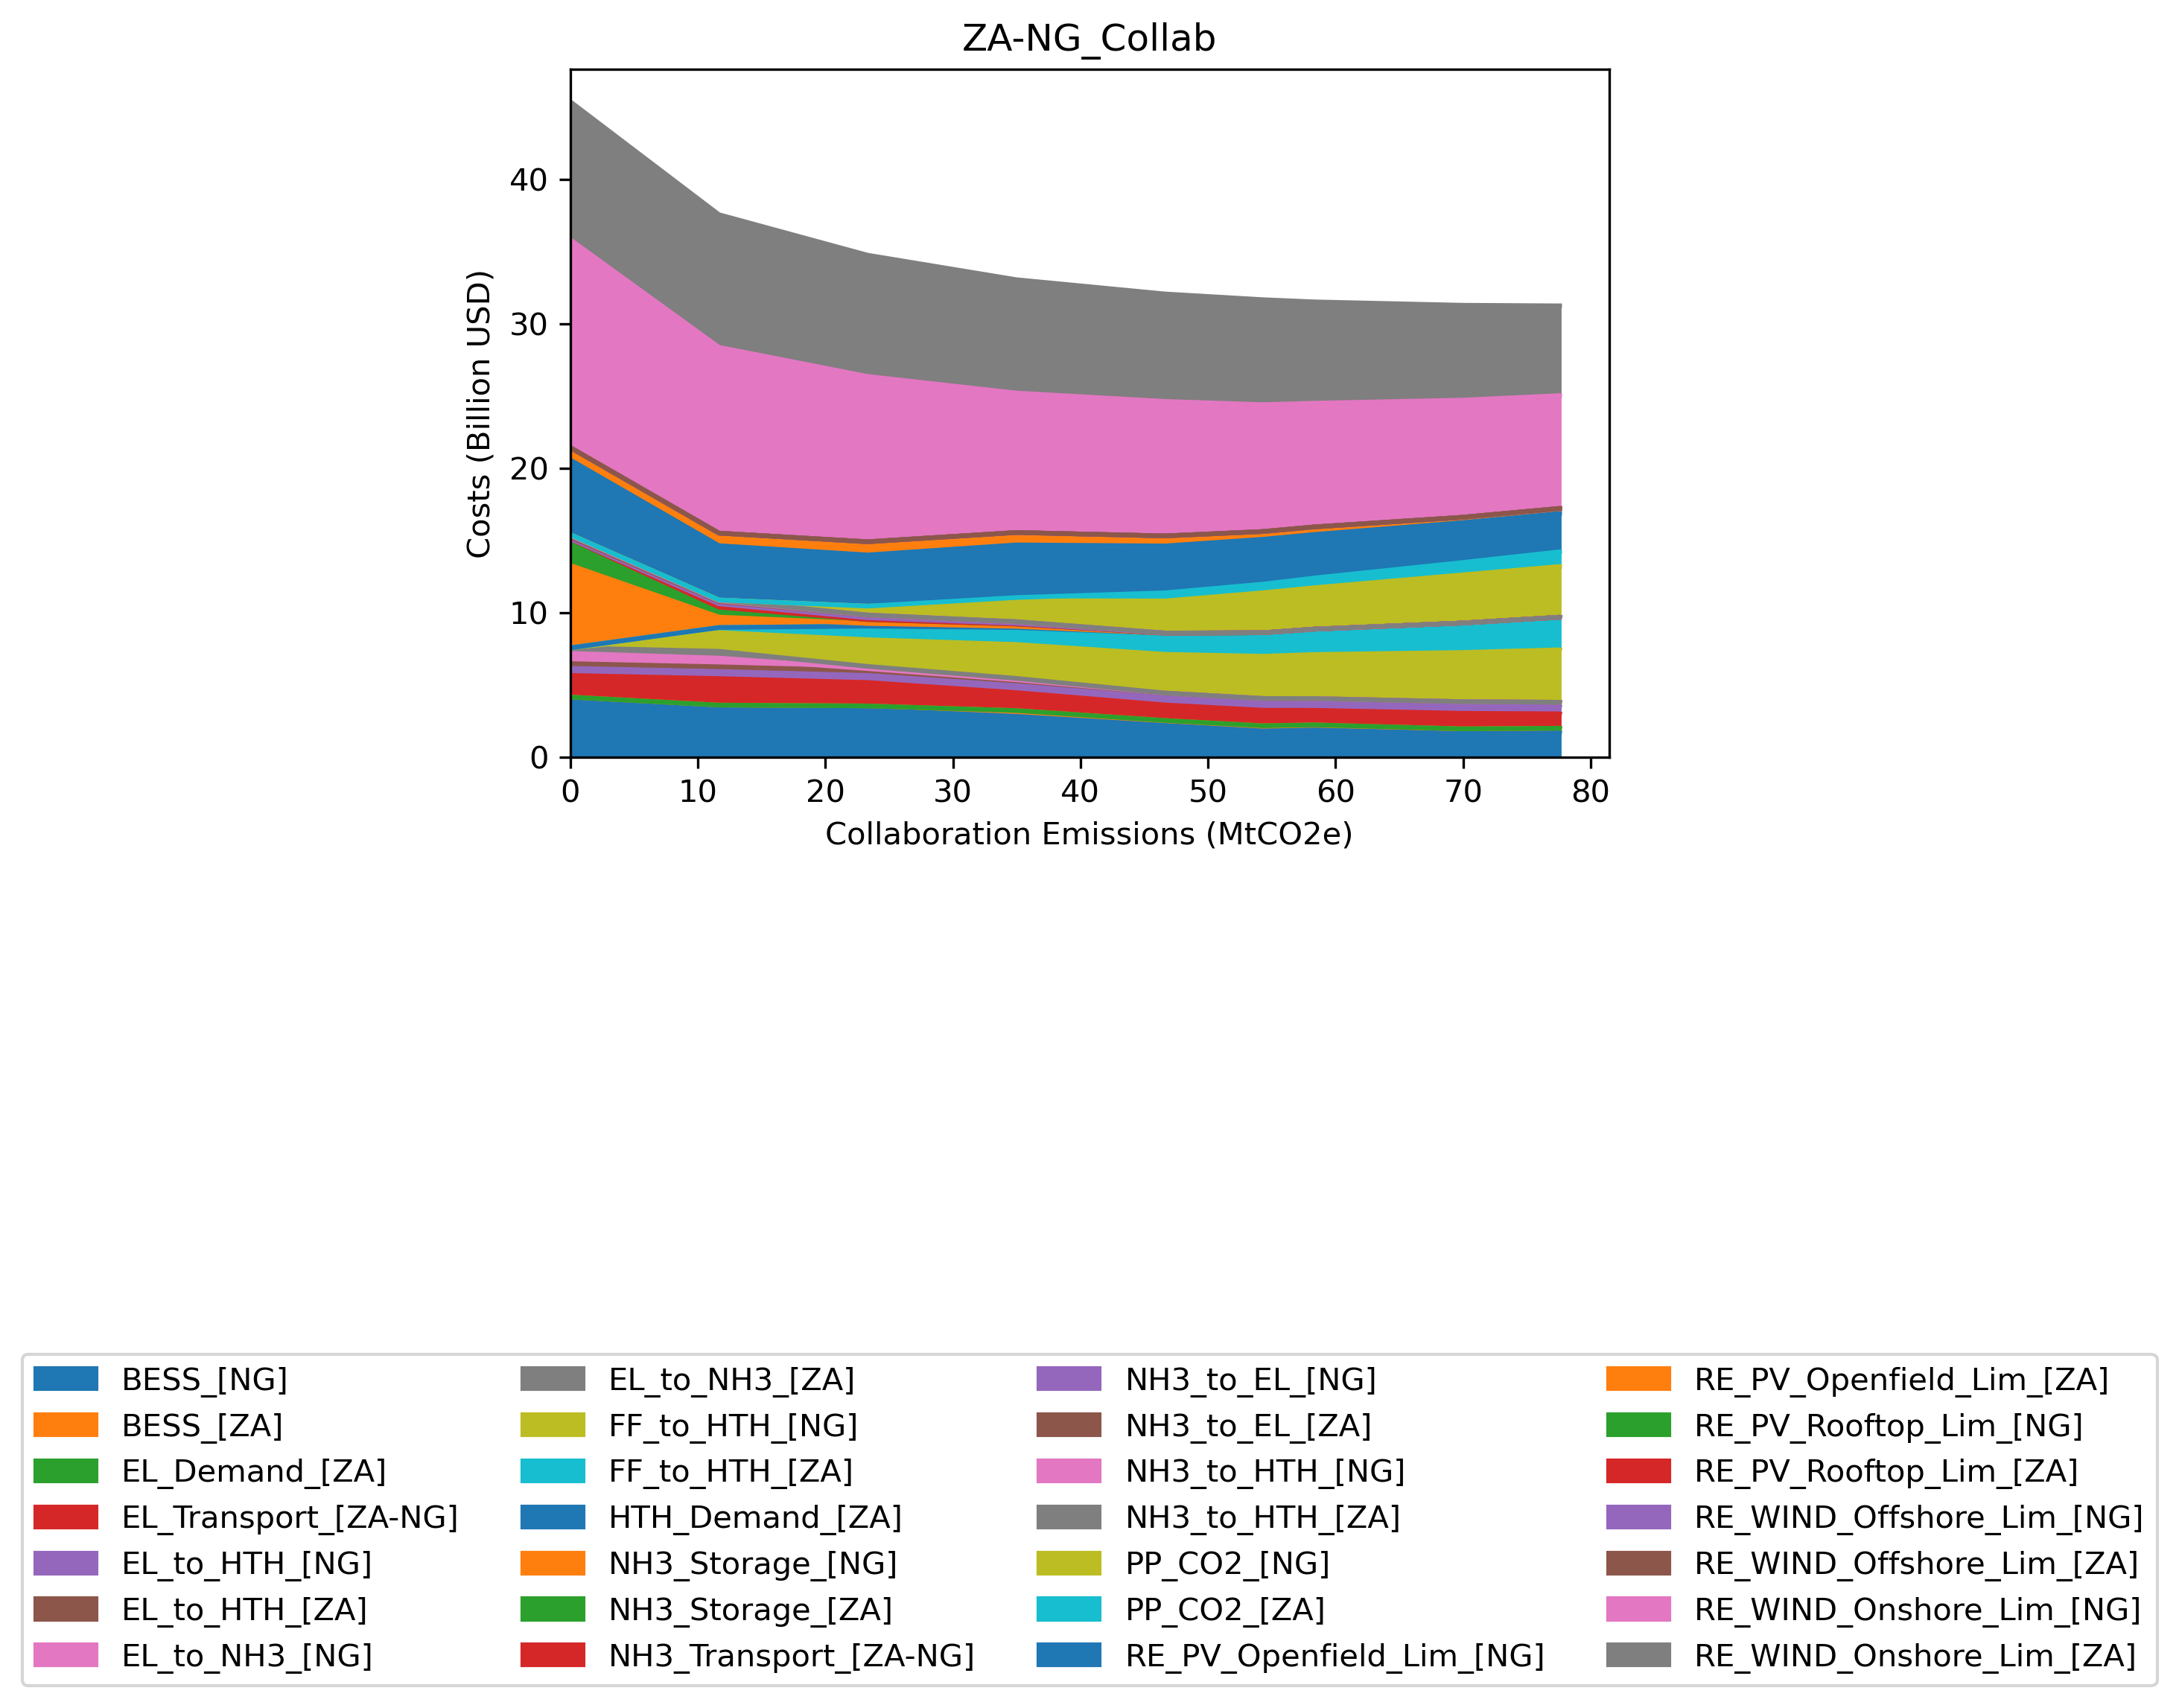 ZA-NG_Collab
Costs (Billion USD)
40
30
20
10
0
0 10 20 30 40 50 60 70 80
Collaboration Emissions (MtCO2e)
BESS_[NG]
BESS_[ZA]
EL_Demand_[ZA]
EL_Transport_[ZA-NG]
EL_to_HTH_[NG]
EL_to_HTH_[ZA]
EL_to_NH3_[NG]
EL_to_NH3_[ZA]
FF_to_HTH_[NG]
FF_to_HTH_[ZA]
HTH_Demand_[ZA]
NH3_Storage_[NG]
NH3_Storage_[ZA]
NH3_Transport_[ZA-NG]
NH3_to_EL_[NG]
NH3_to_EL_[ZA]
NH3_to_HTH_[NG]
NH3_to_HTH_[ZA]
PP_CO2_[NG]
PP_CO2_[ZA]
RE_PV_Openfield_Lim_[NG]
RE_PV_Openfield_Lim_[ZA]
RE_PV_Rooftop_Lim_[NG]
RE_PV_Rooftop_Lim_[ZA]
RE_WIND_Offshore_Lim_[NG]
RE_WIND_Offshore_Lim_[ZA]
RE_WIND_Onshore_Lim_[NG]
RE_WIND_Onshore_Lim_[ZA]